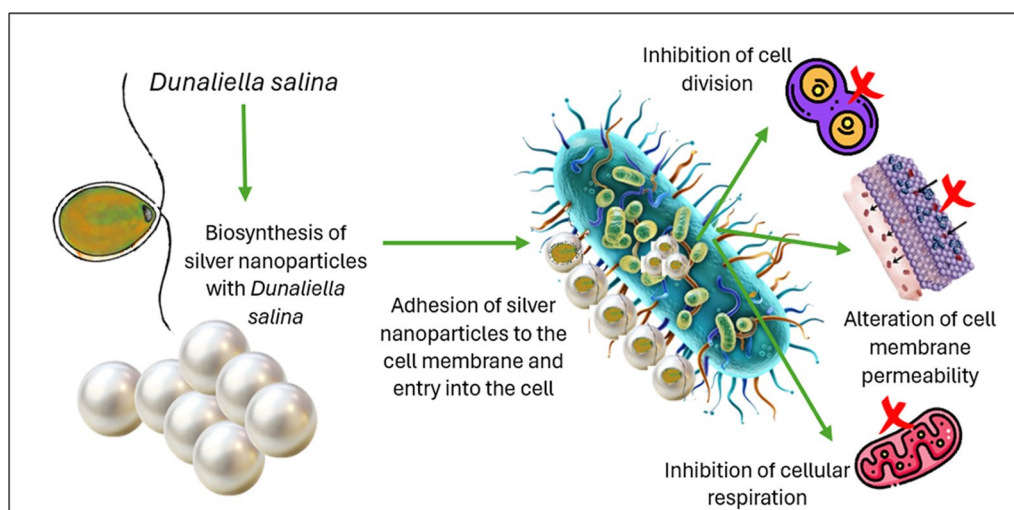 Dunaliella salina
Biosynthesis of
silver nanoparticles
with Dunaliella
salina
Adhesion of silver
nanoparticles to the
cell membrane and
entry into the cell
Inhibition of cell
division
Alteration of cell
membrane
permeability
Inhibition of cellular
respiration